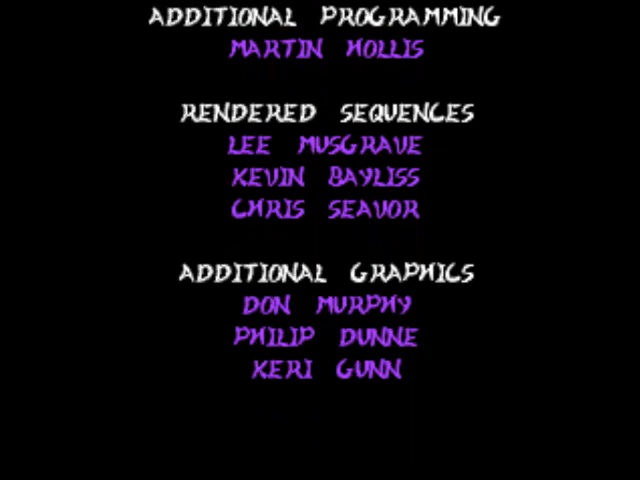 ADDITIONAL PROGRAMMING
MARTIN HOLLIS
RENDERED SEQUENCES
LEE MUSGRAVE
KEVIN BAYLISS
CHRIS SEAVOR
ADDITIONAL GRAPHICS
DON MURPHY
PHILIP DUNNE
KERI GUNN